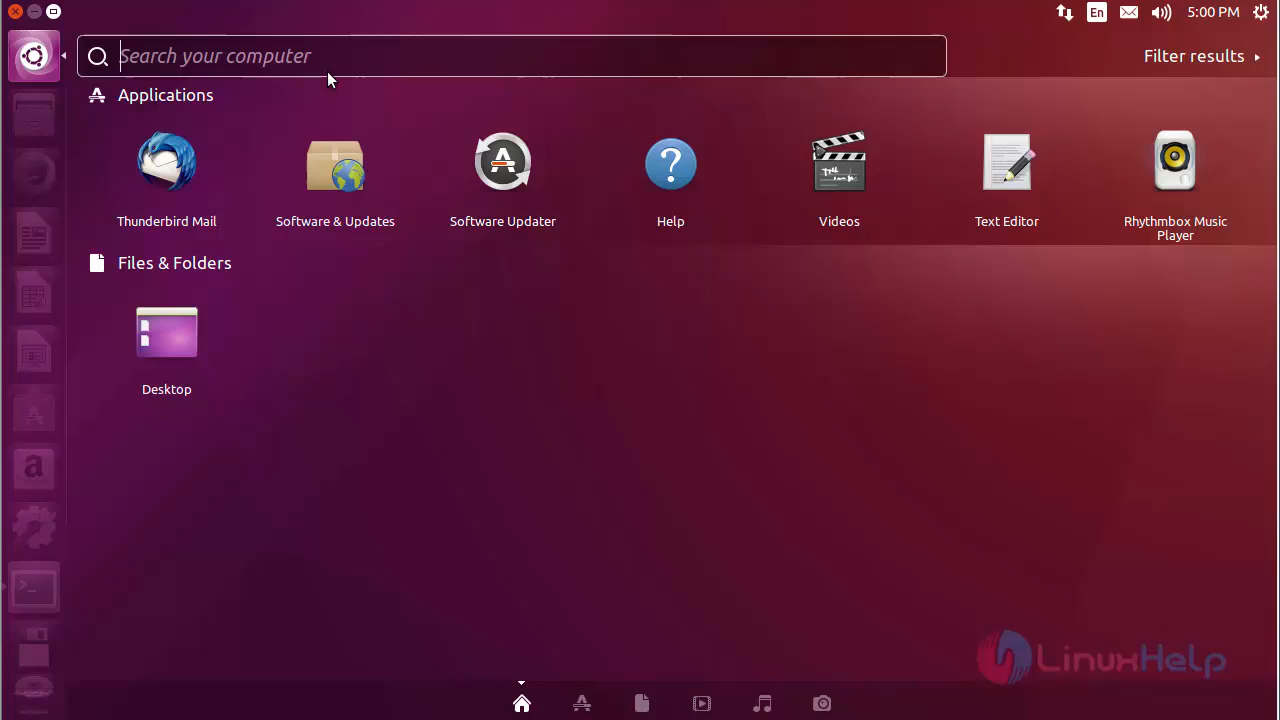 En
5:00 PM
Search your computer
Filter results
Applications
Thunderbird Mail
Software & Updates
Software Updater
Help
Videos
Text Editor
Rhythmbox Music
Player
Files & Folders
Desktop
LinuxHelp